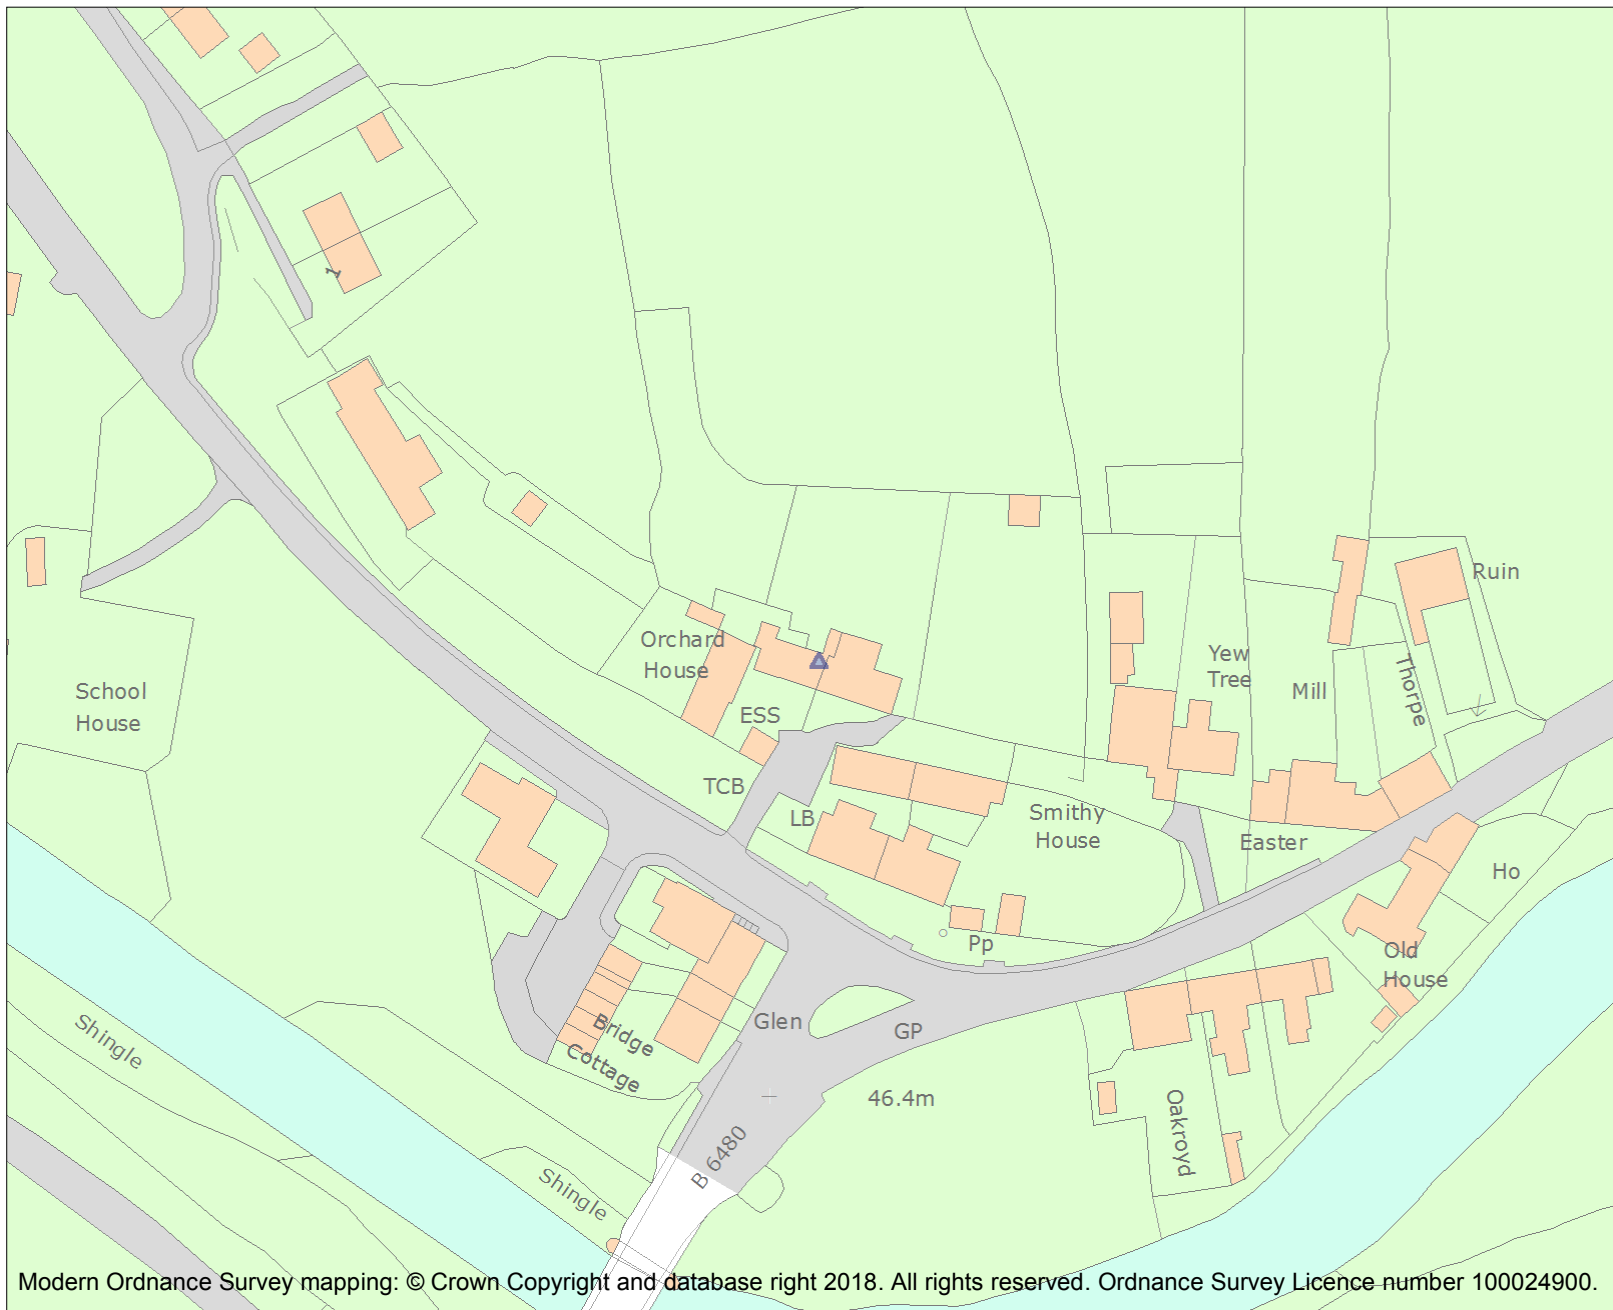 1
Ruin
Orchard
House
Yew
Tree
Mill
Thorpe
School
House
ESS
TCB
LB
Smithy
House
Easter
Ho
Pp
Old
House
Glen
GP
Bridge
Cottage
Shingle
46.4m
Oakroyd
B 6480
Shingle
Modern Ordnance Survey mapping: © Crown Copyright and database right 2018. All rights reserved. Ordnance Survey Licence number 100024900.